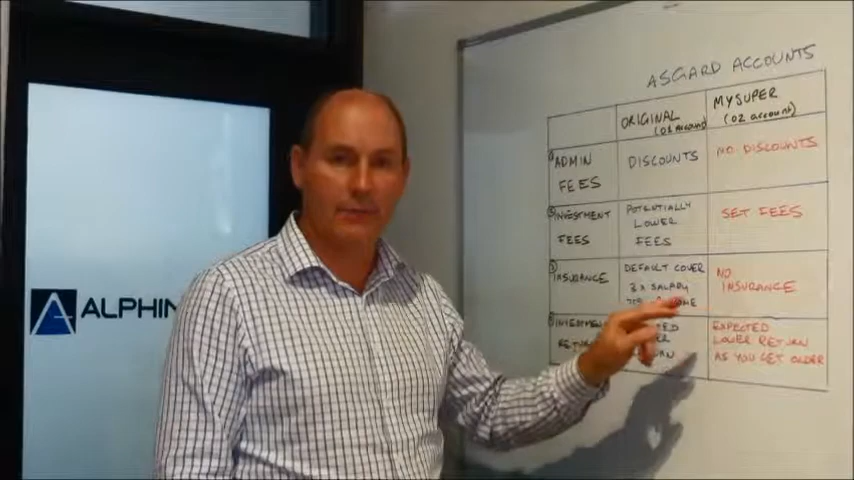 ASGARD ACCOUNTS
ORIGINAL
(01 account)
MYSUPER
(02 account)
ADMIN
FEES
DISCOUNTS
NO DISCOUNTS
INVESTMENT
FEES
POTENTIALLY
LOWER
FEES
SET FEES
INSURANCE
DEFAULT COVER
3 X SALARY
NO
INSURANCE
EXPECTED
LOWER RETURN
AS YOU GET OLDER
ALPHIN